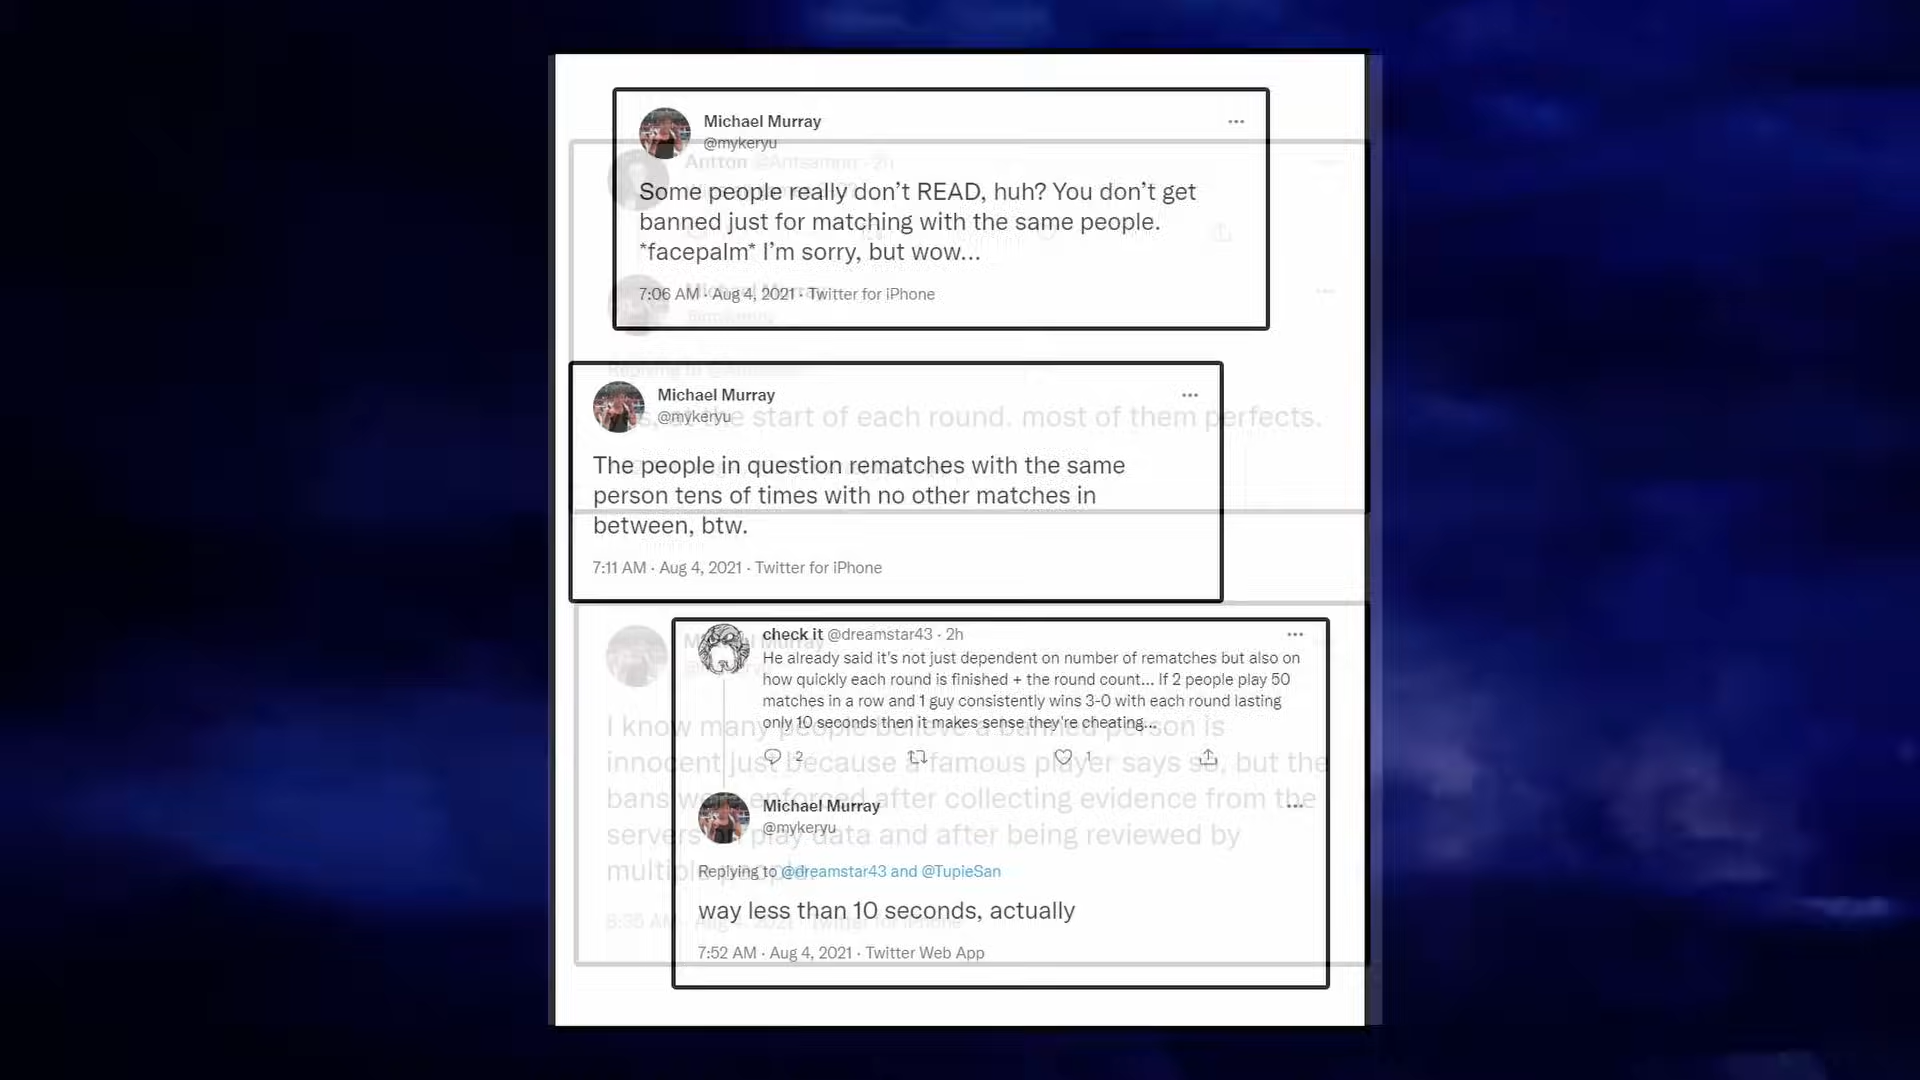 Michael Murray
@mykeryu
Antton @Antsamon · 2h
Some people really don’t READ, huh? You don’t get
banned just for matching with the same people.
*facepalm* I’m sorry, but wow...
7:06 AM · Aug 4, 2021 · Twitter for iPhone
Michael Murray
@mykeryu
at the start of each round. most of them perfects.
The people in question rematches with the same
person tens of times with no other matches in
between, btw.
7:11 AM · Aug 4, 2021 · Twitter for iPhone
check it @dreamstar43 · 2h
He already said it's not just dependent on number of rematches but also on
how quickly each round is finished + the round count... If 2 people play 50
matches in a row and 1 guy consistently wins 3-0 with each round lasting
only 10 seconds then it makes sense they're cheating...
2 1
Michael Murray
@mykeryu
Replying to @dreamstar43 and @TupieSan
way less than 10 seconds, actually
7:52 AM · Aug 4, 2021 · Twitter Web App
I know many people believe a banned person is
innocent just because a famous player says so, but the
bans were enforced after collecting evidence from the
servers on play data and after being reviewed by
multiple